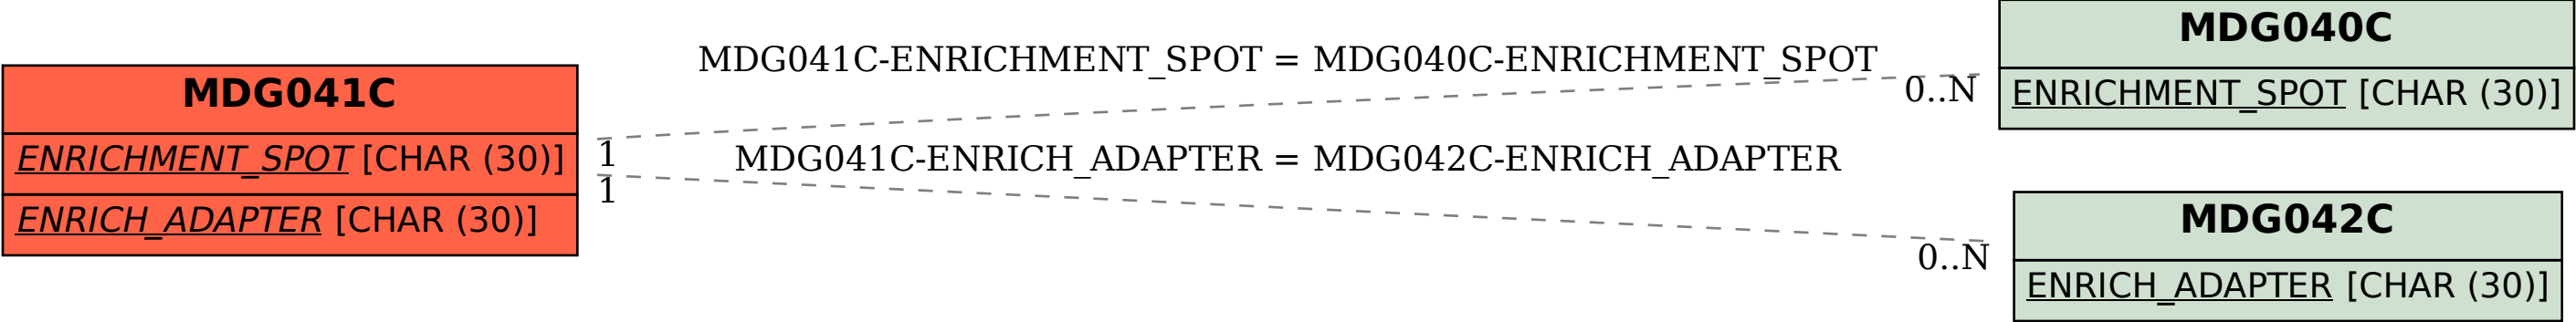 MDG041C
ENRICHMENT_SPOT [CHAR (30)]
ENRICH_ADAPTER [CHAR (30)]
MDG041C-ENRICHMENT_SPOT = MDG040C-ENRICHMENT_SPOT
1
0..N
MDG041C-ENRICH_ADAPTER = MDG042C-ENRICH_ADAPTER
1
0..N
MDG040C
ENRICHMENT_SPOT [CHAR (30)]
MDG042C
ENRICH_ADAPTER [CHAR (30)]